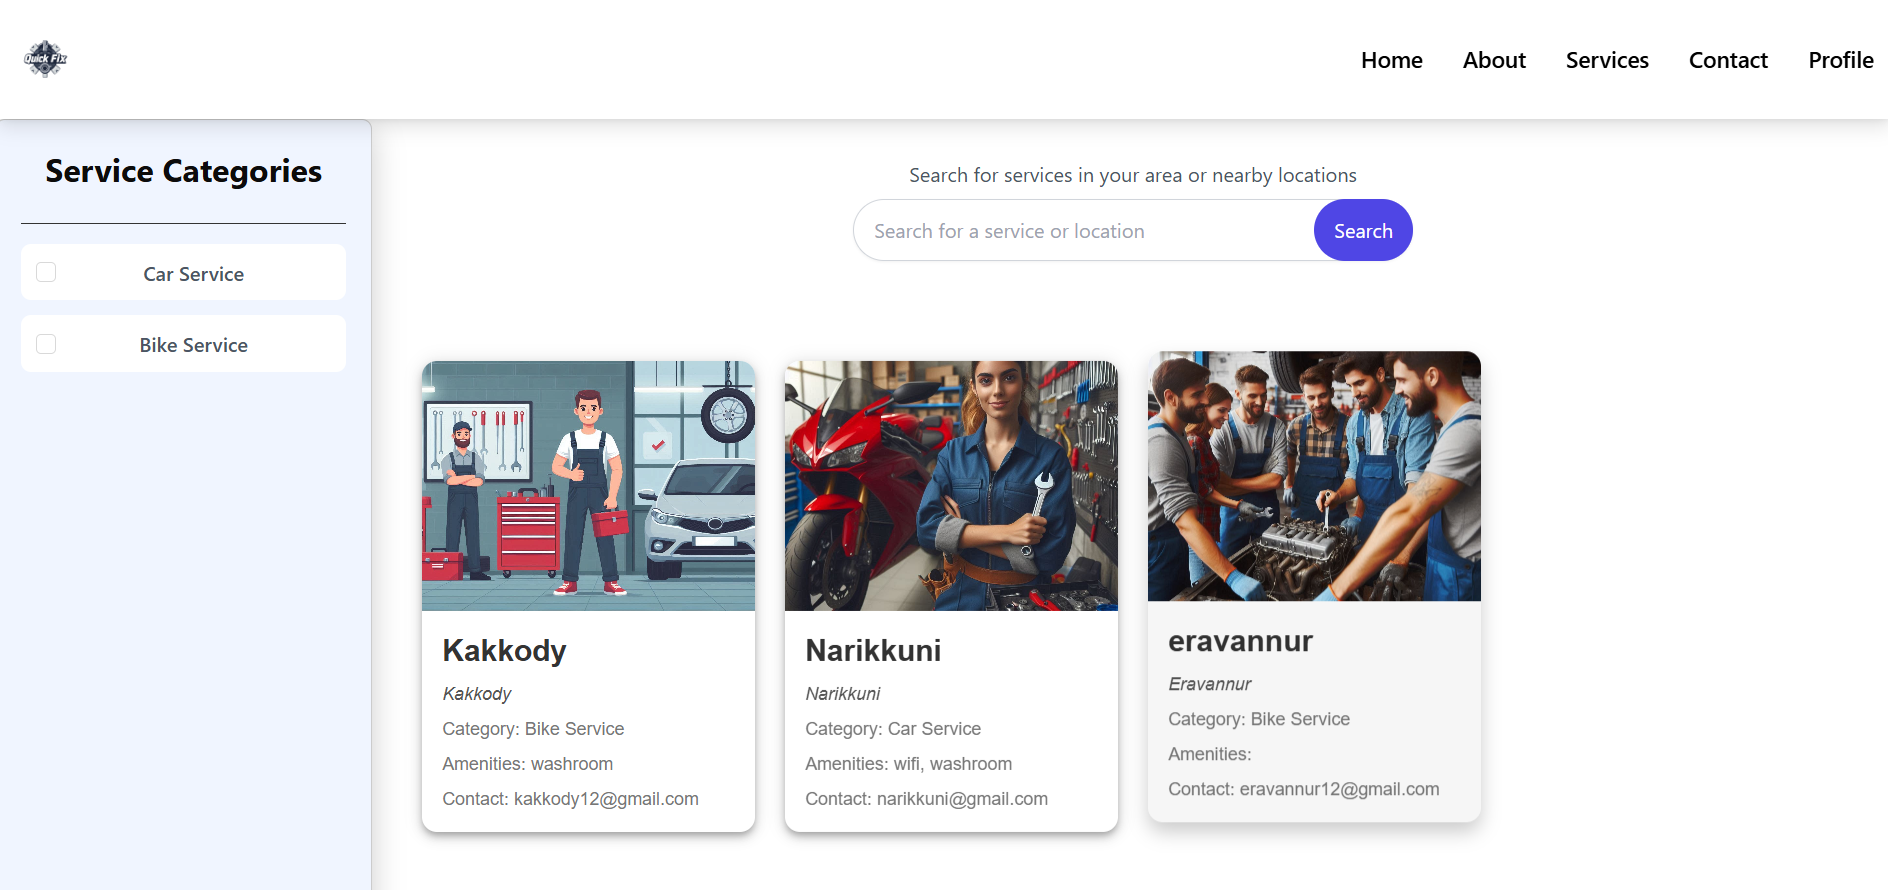 Quick Fix
Home
About
Services
Contact
Profile
Service Categories
Car Service
Bike Service
Search for services in your area or nearby locations
Search for a service or location
Search
Kakkody
Kakkody
Category: Bike Service
Amenities: washroom
Contact: kakkody12@gmail.com
Narikkuni
Narikkuni
Category: Car Service
Amenities: wifi, washroom
Contact: narikkuni@gmail.com
eravannur
Eravannur
Category: Bike Service
Amenities:
Contact: eravannur12@gmail.com